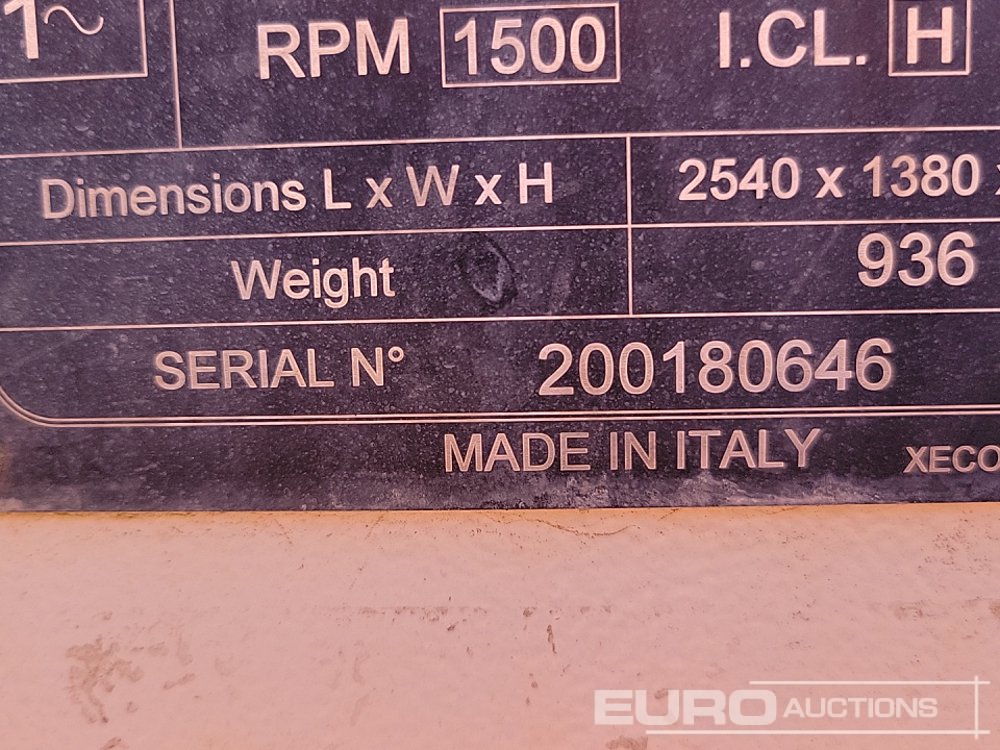 1~
RPM 1500 I.CL. H
Dimensions L x W x H 2540 x 1380
Weight 936
SERIAL N° 200180646
MADE IN ITALY XECO
EURO AUCTIONS